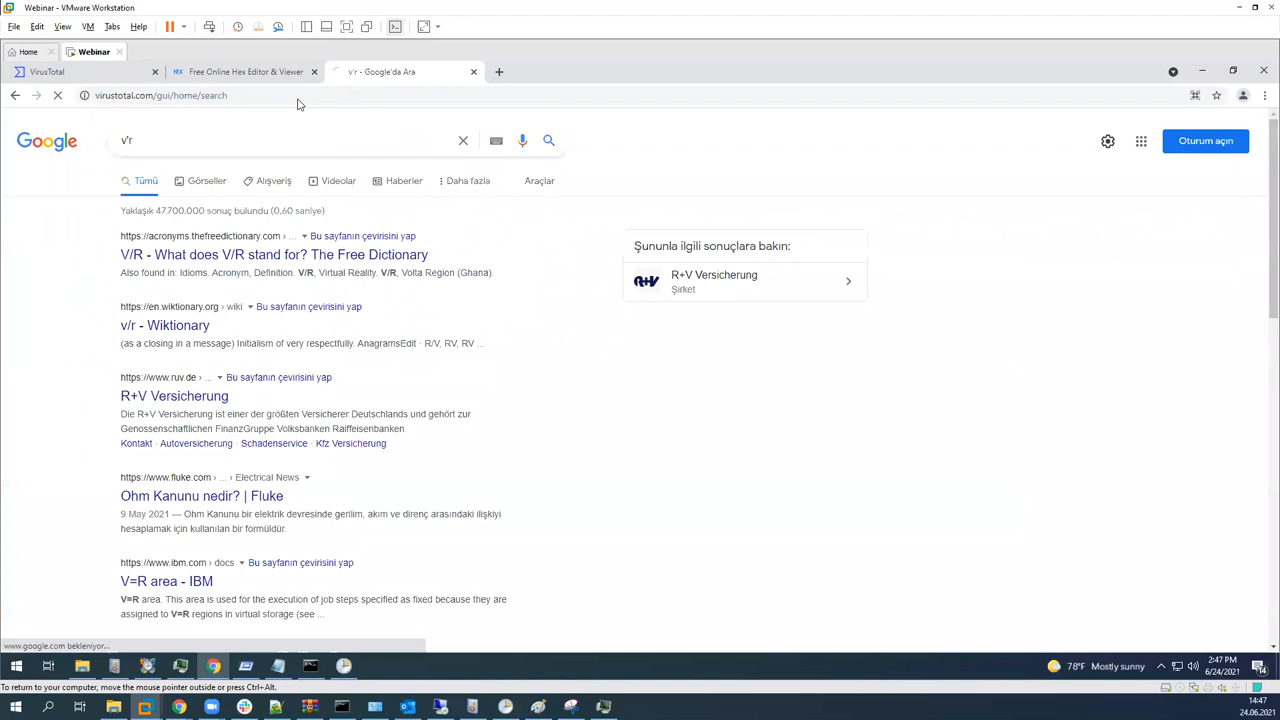 Webinar - VMware Workstation
File Edit View VM Tabs Help
Home Webinar
VirusTotal HEX Free Online Hex Editor & Viewer v'r - Google'da Ara
virustotal.com/gui/home/search
Google v'r Oturum açın
Tümü Görseller Alışveriş Videolar Haberler Daha fazla Araçlar
Yaklaşık 47.700.000 sonuç bulundu (0,60 saniye)
https://acronyms.thefreedictionary.com › ... Bu sayfanın çevirisini yap
V/R - What does V/R stand for? The Free Dictionary
Also found in: Idioms. Acronym, Definition. V/R, Virtual Reality. V/R, Volta Region (Ghana).
https://en.wiktionary.org › wiki Bu sayfanın çevirisini yap
v/r - Wiktionary
(as a closing in a message) Initialism of very respectfully. AnagramsEdit · R/V, RV, RV ...
https://www.ruv.de › ... Bu sayfanın çevirisini yap
R+V Versicherung
Die R+V Versicherung ist einer der größten Versicherer Deutschlands und gehört zur
Genossenschaftlichen FinanzGruppe Volksbanken Raiffeisenbanken.
Kontakt · Autoversicherung · Schadenservice · Kfz Versicherung
https://www.fluke.com › ... › Electrical News
Ohm Kanunu nedir? | Fluke
9 May 2021 — Ohm Kanunu bir elektrik devresinde gerilim, akım ve direnç arasındaki ilişkiyi
hesaplamak için kullanılan bir formüldür.
https://www.ibm.com › docs Bu sayfanın çevirisini yap
V=R area - IBM
V=R area. This area is used for the execution of job steps specified as fixed because they are
assigned to V=R regions in virtual storage (see ...
Şununla ilgili sonuçlara bakın:
R+V
R+V Versicherung
Şirket
www.google.com bekleniyor...
78°F Mostly sunny
2:47 PM
6/24/2021
14
To return to your computer, move the mouse pointer outside or press Ctrl+Alt.
14:47
24.06.2021